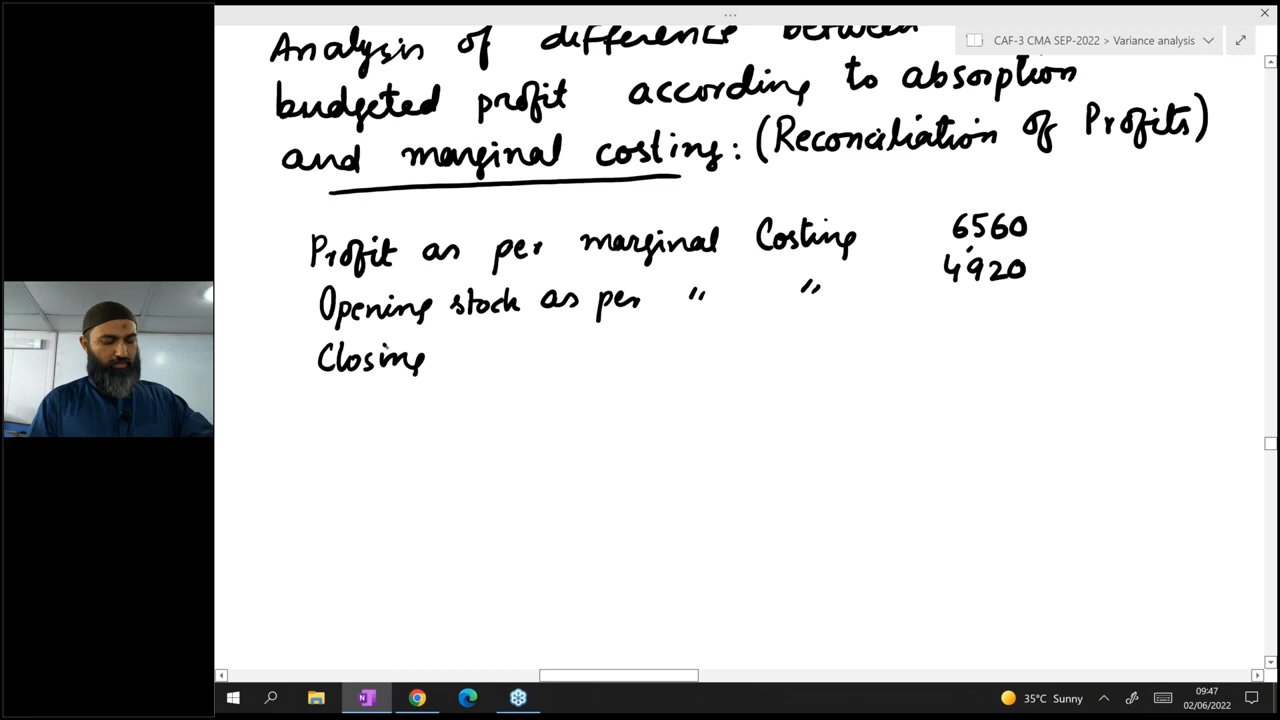 CAF-3 CMA SEP-2022 > Variance analysis
Analysis of difference between
budgeted profit according to absorption
and marginal costing: (Reconciliation of Profits)
Profit as per marginal Costing 6560
Opening stock as per " " 4920
Closing
35°C Sunny
09:47
02/06/2022